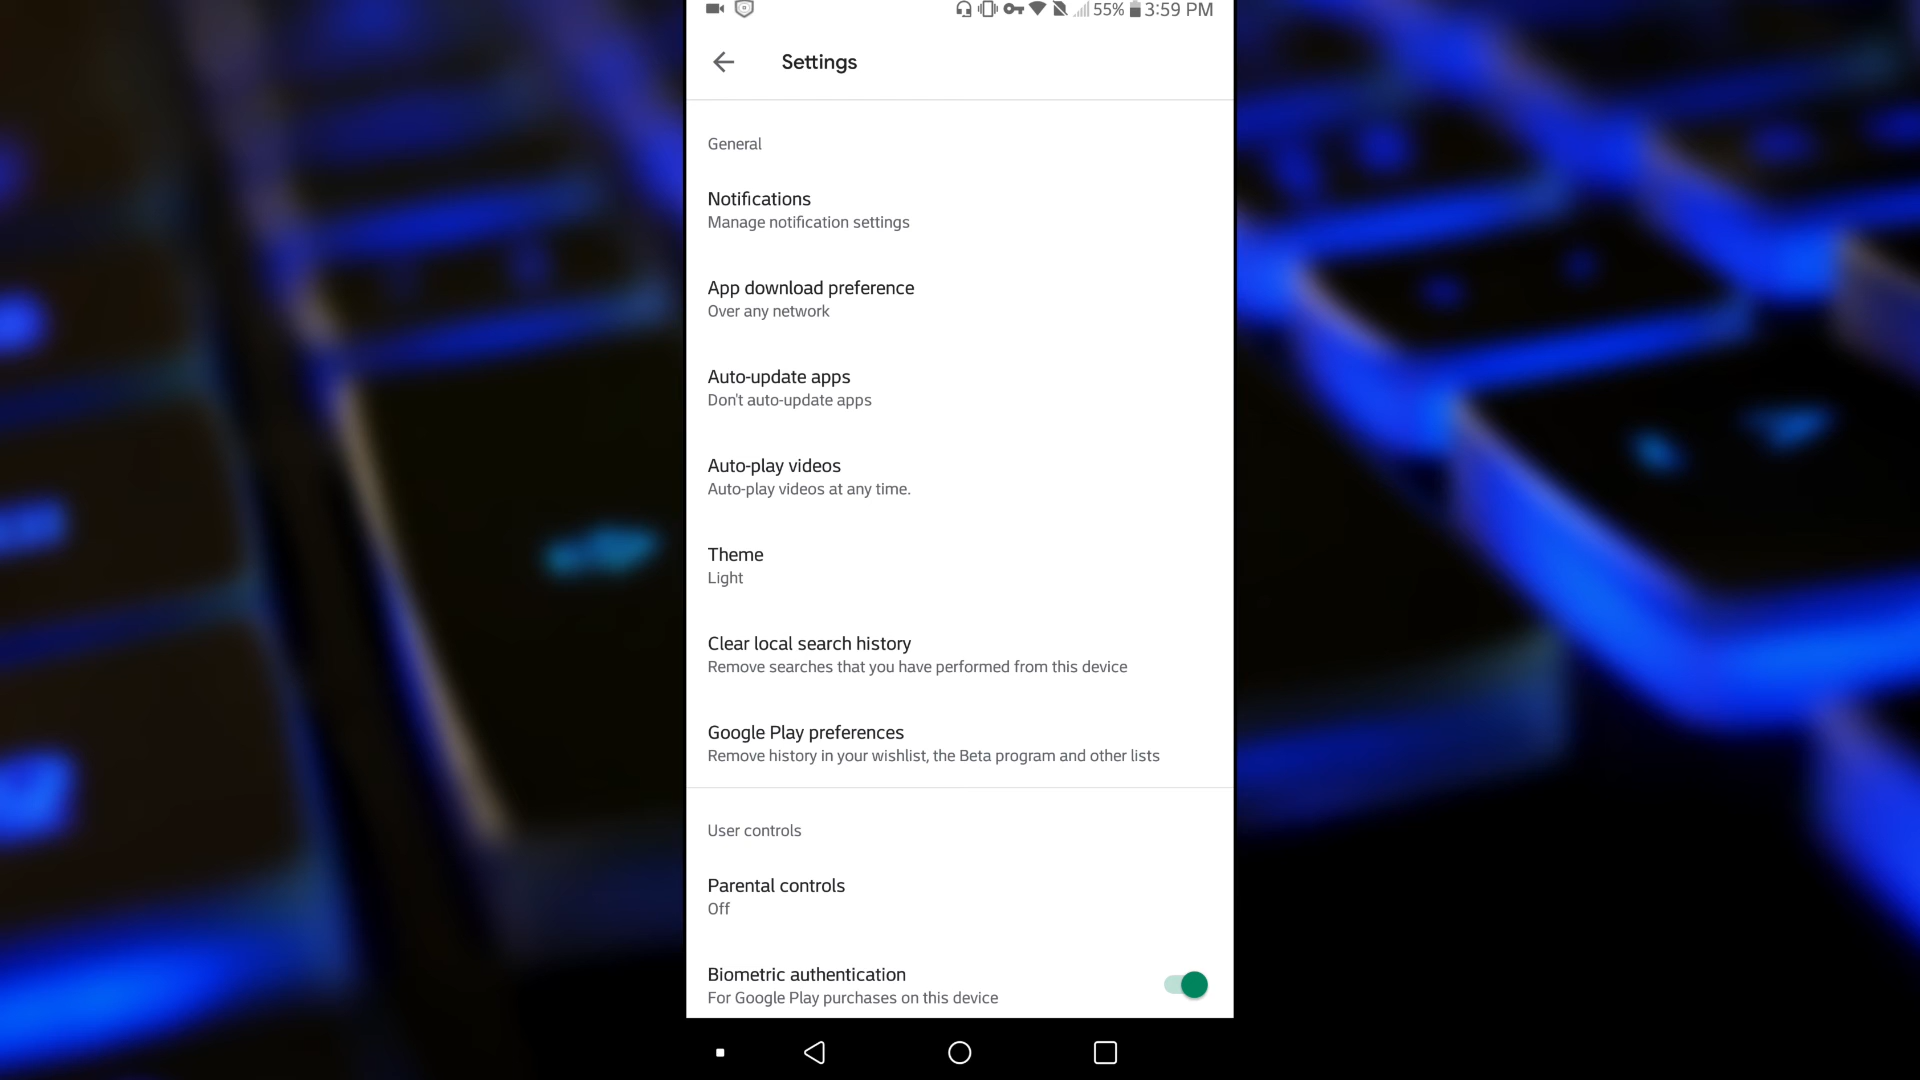 55% 3:59 PM
Settings
General
Notifications
Manage notification settings
App download preference
Over any network
Auto-update apps
Don't auto-update apps
Auto-play videos
Auto-play videos at any time.
Theme
Light
Clear local search history
Remove searches that you have performed from this device
Google Play preferences
Remove history in your wishlist, the Beta program and other lists
User controls
Parental controls
Off
Biometric authentication
For Google Play purchases on this device